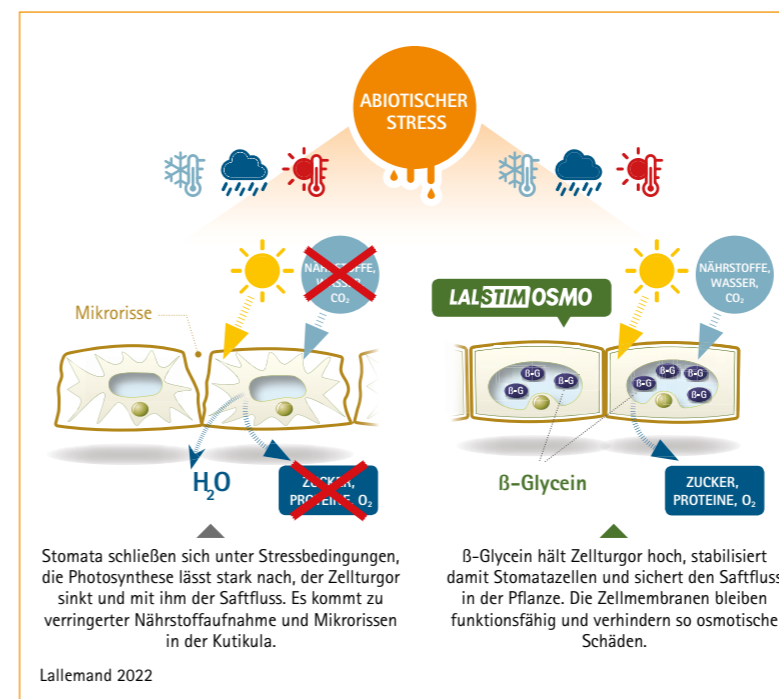 ABIOTISCHER
STRESS
NÄHRSTOFFE,
WASSER,
CO₂
NÄHRSTOFFE,
WASSER,
CO₂
LALSTIM OSMO
Mikrorisse
ß-G
ß-G
ß-G
ß-G
ß-G
ß-G
ß-G
H₂O
ZUCKER,
PROTEINE, O₂
ß-Glycein
ZUCKER,
PROTEINE, O₂
Stomata schließen sich unter Stressbedingungen,
die Photosynthese lässt stark nach, der Zellturgor
sinkt und mit ihm der Saftfluss. Es kommt zu
verringerter Nährstoffaufnahme und Mikrorissen
in der Kutikula.
ß-Glycein hält Zellturgor hoch, stabilisiert
damit Stomatazellen und sichert den Saftfluss
in der Pflanze. Die Zellmembranen bleiben
funktionsfähig und verhindern so osmotische
Schäden.
Lallemand 2022